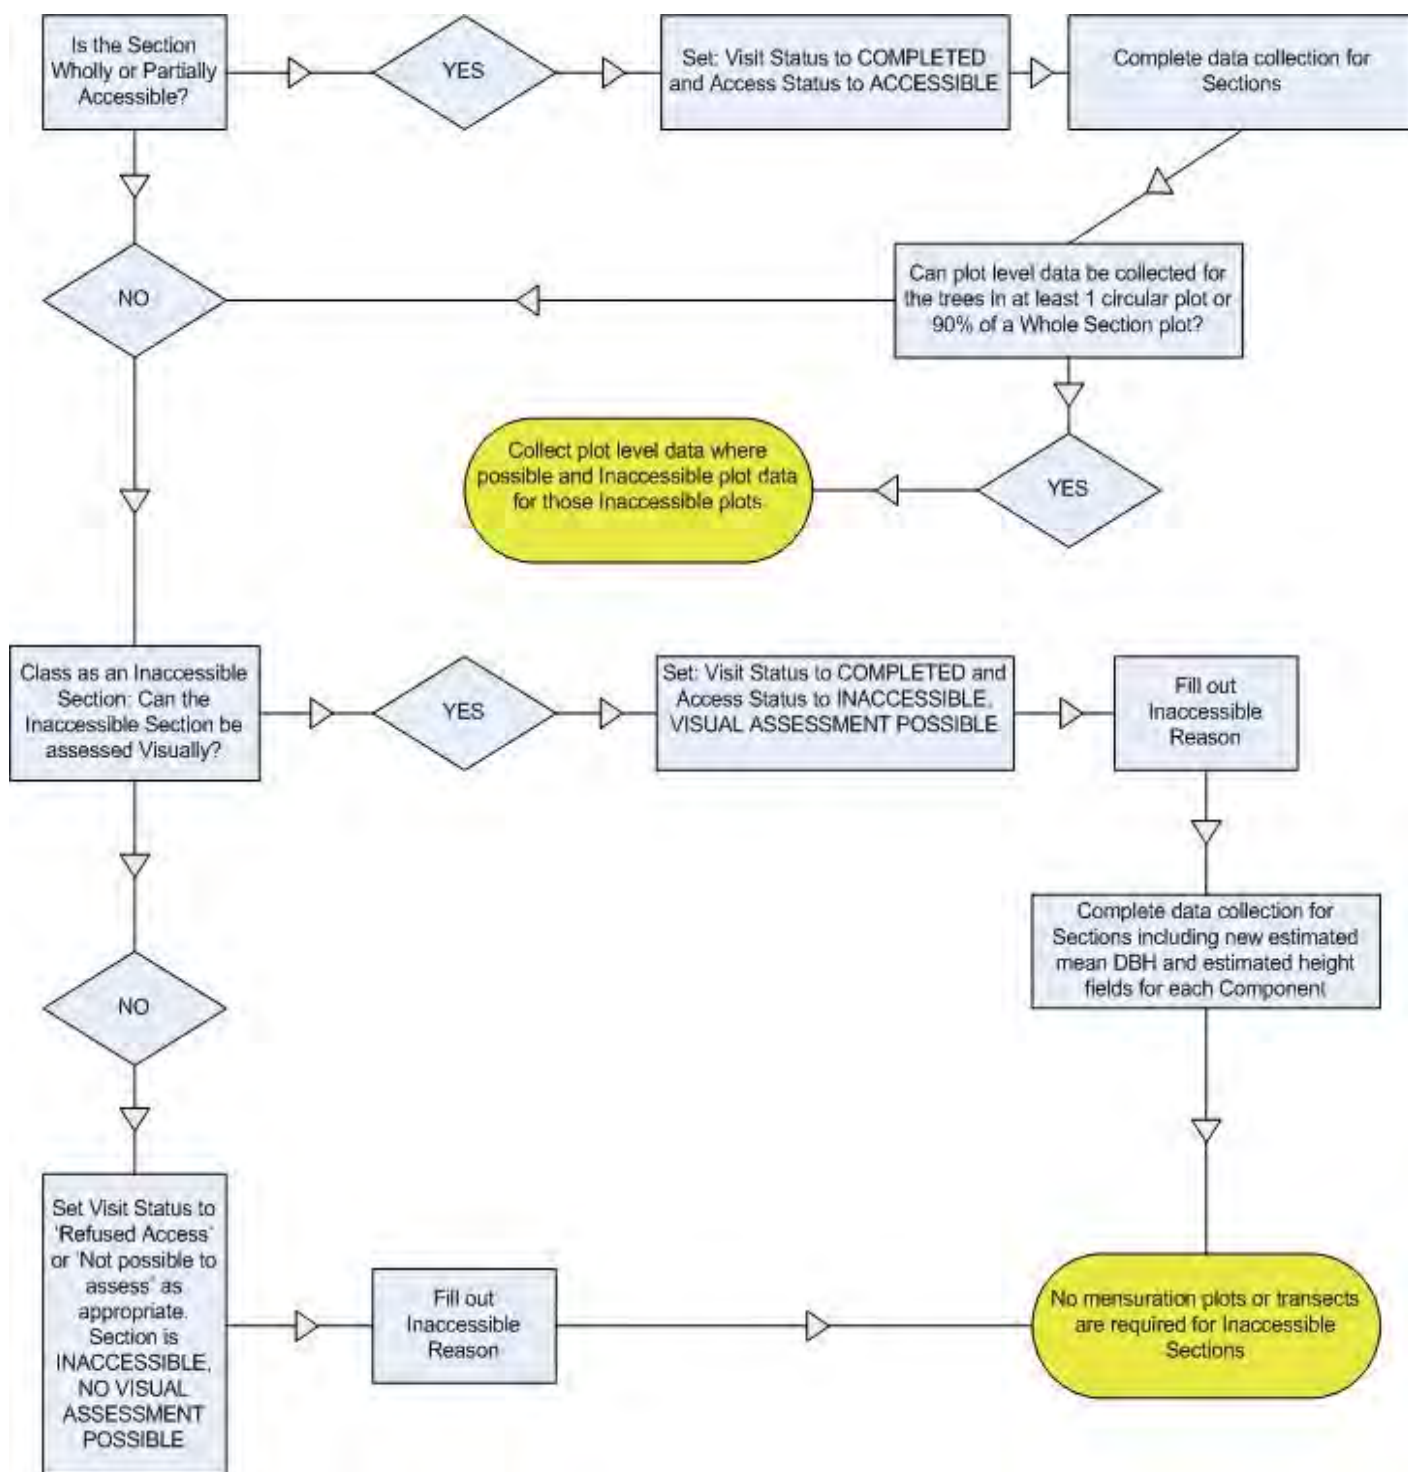 Is the Section
Wholly or Partially
Accessible?
YES
Set: Visit Status to COMPLETED
and Access Status to ACCESSIBLE
Complete data collection for
Sections
NO
Can plot level data be collected for
the trees in at least 1 circular plot or
90% of a Whole Section plot?
Collect plot level data where
possible and Inaccessible plot data
for those Inaccessible plots
YES
Class as an Inaccessible
Section: Can the
Inaccessible Section be
assessed Visually?
YES
Set: Visit Status to COMPLETED and
Access Status to INACCESSIBLE,
VISUAL ASSESSMENT POSSIBLE
Fill out
Inaccessible
Reason
Complete data collection for
Sections including new estimated
mean DBH and estimated height
fields for each Component
NO
Set Visit Status to
'Refused Access'
or 'Not possible to
assess' as
appropriate.
Section is
INACCESSIBLE,
NO VISUAL
ASSESSMENT
POSSIBLE
Fill out
Inaccessible
Reason
No mensuration plots or transects
are required for Inaccessible
Sections